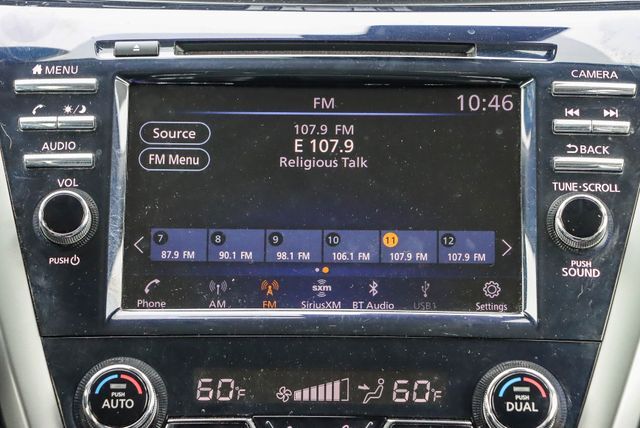 MENU
CAMERA
FM
10:46
Source
107.9 FM
E 107.9
FM Menu
Religious Talk
AUDIO
BACK
VOL
TUNE·SCROLL
7 8 9 10 11 12
87.9 FM 90.1 FM 98.1 FM 106.1 FM 107.9 FM 107.9 FM
PUSH
PUSH
SOUND
Phone AM FM sxm SiriusXM BT Audio USB1 Settings
60°F
60°F
PUSH
AUTO
PUSH
DUAL